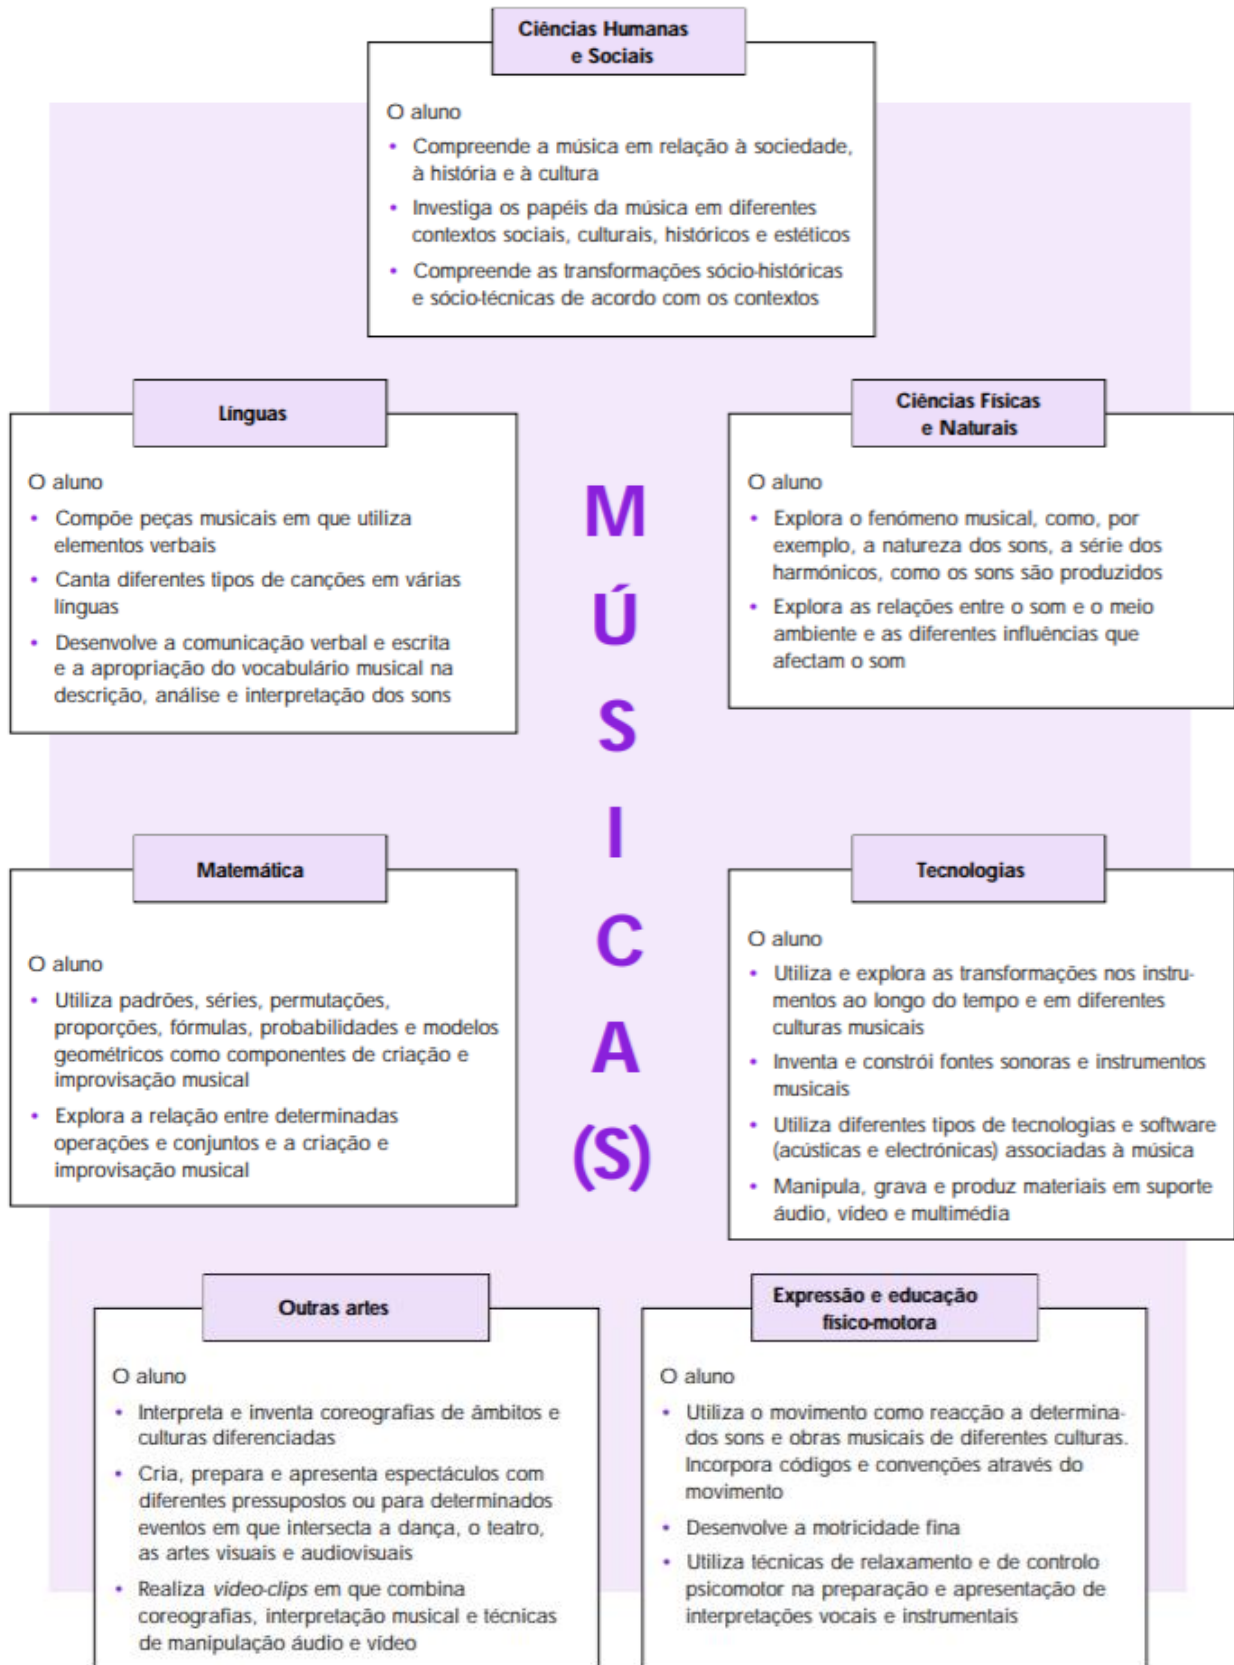 Ciências Humanas
e Sociais
O aluno
• Compreende a música em relação à sociedade,
à história e à cultura
• Investiga os papéis da música em diferentes
contextos sociais, culturais, históricos e estéticos
• Compreende as transformações sócio-históricas
e sócio-técnicas de acordo com os contextos
Línguas
O aluno
• Compõe peças musicais em que utiliza
elementos verbais
• Canta diferentes tipos de canções em várias
línguas
• Desenvolve a comunicação verbal e escrita
e a apropriação do vocabulário musical na
descrição, análise e interpretação dos sons
Ciências Físicas
e Naturais
O aluno
• Explora o fenómeno musical, como, por
exemplo, a natureza dos sons, a série dos
harmónicos, como os sons são produzidos
• Explora as relações entre o som e o meio
ambiente e as diferentes influências que
afectam o som
M
Ú
S
I
C
A
(S)
Matemática
O aluno
• Utiliza padrões, séries, permutações,
proporções, fórmulas, probabilidades e modelos
geométricos como componentes de criação e
improvisação musical
• Explora a relação entre determinadas
operações e conjuntos e a criação e
improvisação musical
Tecnologias
O aluno
• Utiliza e explora as transformações nos instru-
mentos ao longo do tempo e em diferentes
culturas musicais
• Inventa e constrói fontes sonoras e instrumentos
musicais
• Utiliza diferentes tipos de tecnologias e software
(acústicas e electrónicas) associadas à música
• Manipula, grava e produz materiais em suporte
áudio, vídeo e multimédia
Outras artes
O aluno
• Interpreta e inventa coreografias de âmbitos e
culturas diferenciadas
• Cria, prepara e apresenta espectáculos com
diferentes pressupostos ou para determinados
eventos em que intersecta a dança, o teatro,
as artes visuais e audiovisuais
• Realiza video-clips em que combina
coreografias, interpretação musical e técnicas
de manipulação áudio e vídeo
Expressão e educação
físico-motora
O aluno
• Utiliza o movimento como reacção a determina-
dos sons e obras musicais de diferentes culturas.
Incorpora códigos e convenções através do
movimento
• Desenvolve a motricidade fina
• Utiliza técnicas de relaxamento e de controlo
psicomotor na preparação e apresentação de
interpretações vocais e instrumentais